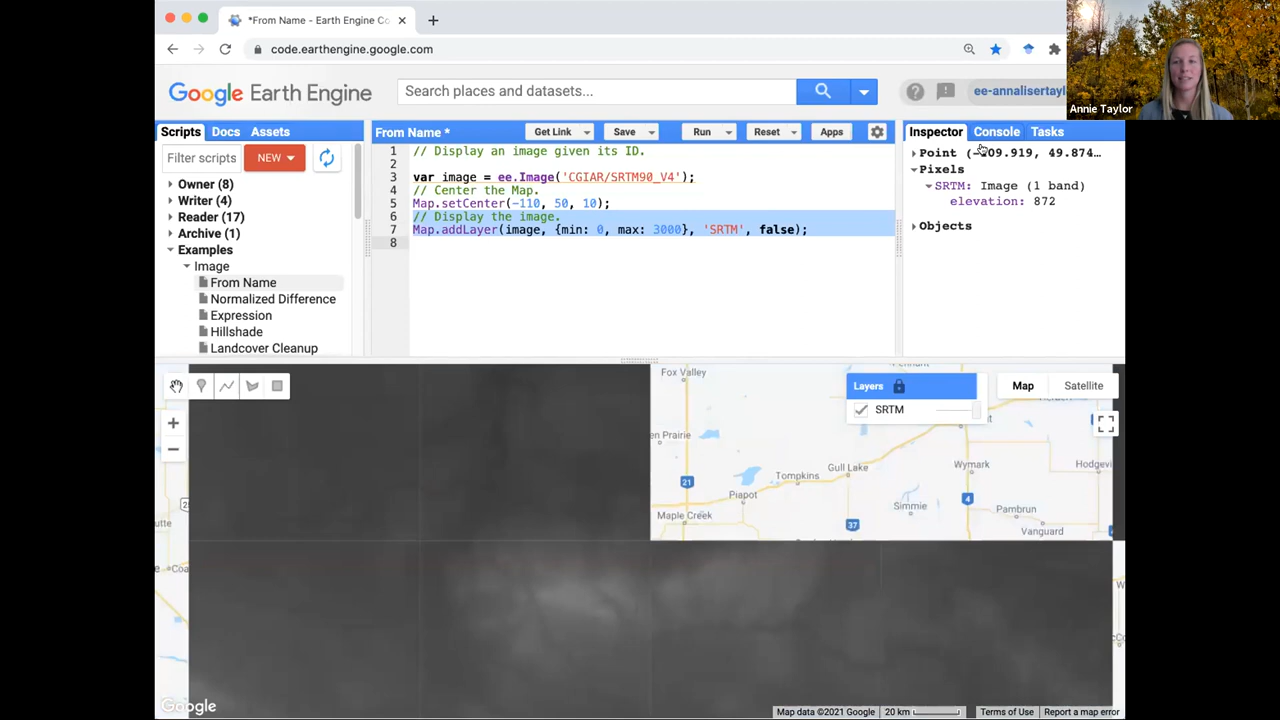 *From Name - Earth Engine Co
code.earthengine.google.com
Google Earth Engine
Search places and datasets...
ee-annalisertayl
Annie Taylor
Scripts Docs Assets
Filter scripts
NEW
Owner (8)
Writer (4)
Reader (17)
Archive (1)
Examples
Image
From Name
Normalized Difference
Expression
Hillshade
Landcover Cleanup
From Name *
Get Link
Save
Run
Reset
Apps
1 // Display an image given its ID.
2
3 var image = ee.Image('CGIAR/SRTM90_V4');
4 // Center the Map.
5 Map.setCenter(-110, 50, 10);
6 // Display the image.
7 Map.addLayer(image, {min: 0, max: 3000}, 'SRTM', false);
8
Inspector Console Tasks
Point (-109.919, 49.874…
Pixels
SRTM: Image (1 band)
elevation: 872
Objects
Layers
SRTM
Map Satellite
Fox Valley
en Prairie
21
Tompkins
Gull Lake
Wymark
Hodgevil
Piapot
Simmie
4
Pambrun
Maple Creek
37
Vanguard
Google
Map data ©2021 Google
20 km
Terms of Use
Report a map error